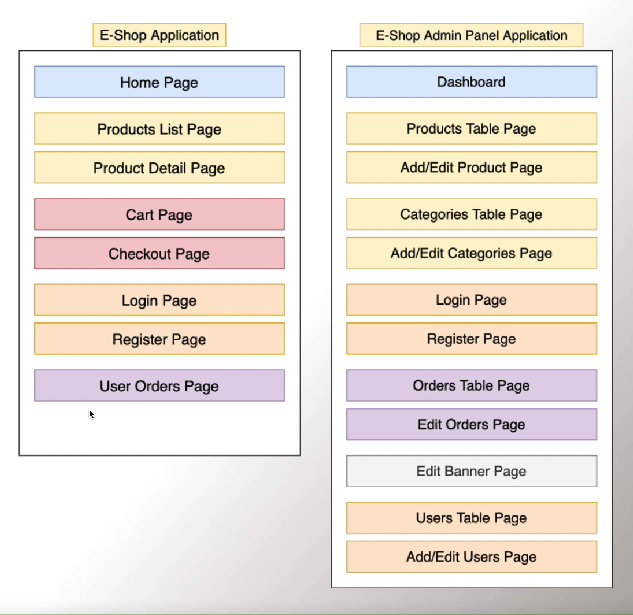 E-Shop Application
Home Page
Products List Page
Product Detail Page
Cart Page
Checkout Page
Login Page
Register Page
User Orders Page
E-Shop Admin Panel Application
Dashboard
Products Table Page
Add/Edit Product Page
Categories Table Page
Add/Edit Categories Page
Login Page
Register Page
Orders Table Page
Edit Orders Page
Edit Banner Page
Users Table Page
Add/Edit Users Page